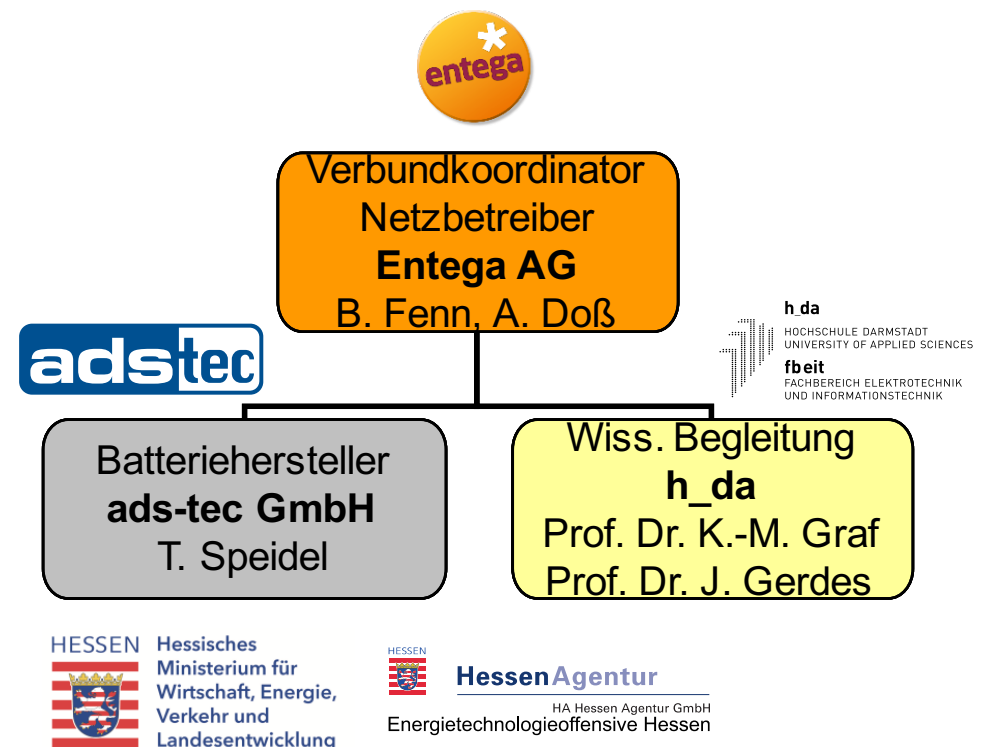 entega
Verbundkoordinator
Netzbetreiber
Entega AG
B. Fenn, A. Doß
adstec
h_da
HOCHSCHULE DARMSTADT
UNIVERSITY OF APPLIED SCIENCES
fbeit
FACHBEREICH ELEKTROTECHNIK
UND INFORMATIONSTECHNIK
Batteriehersteller
ads-tec GmbH
T. Speidel
Wiss. Begleitung
h_da
Prof. Dr. K.-M. Graf
Prof. Dr. J. Gerdes
HESSEN
Hessisches
Ministerium für
Wirtschaft, Energie,
Verkehr und
Landesentwicklung
HESSEN
HessenAgentur
HA Hessen Agentur GmbH
Energietechnologieoffensive Hessen